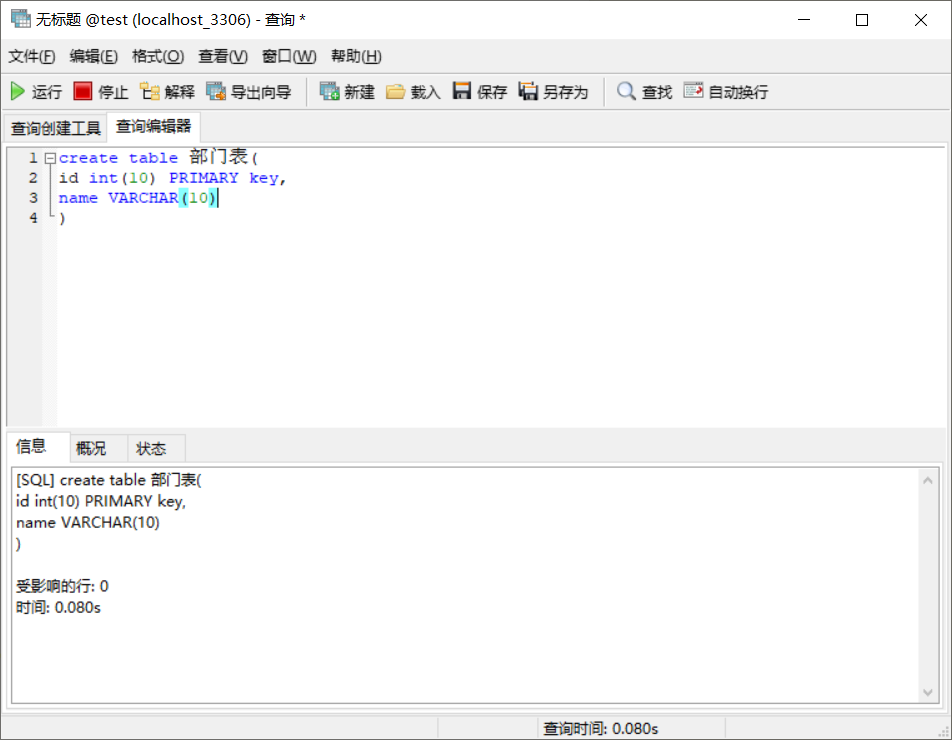 无标题 @test (localhost_3306) - 查询 *
文件(F) 编辑(E) 格式(O) 查看(V) 窗口(W) 帮助(H)
运行 停止 解释 导出向导 新建 载入 保存 另存为 查找 自动换行
查询创建工具 查询编辑器
1 create table 部门表(
2 id int(10) PRIMARY key,
3 name VARCHAR(10)
4 )
信息 概况 状态
[SQL] create table 部门表(
id int(10) PRIMARY key,
name VARCHAR(10)
)
受影响的行: 0
时间: 0.080s
查询时间: 0.080s